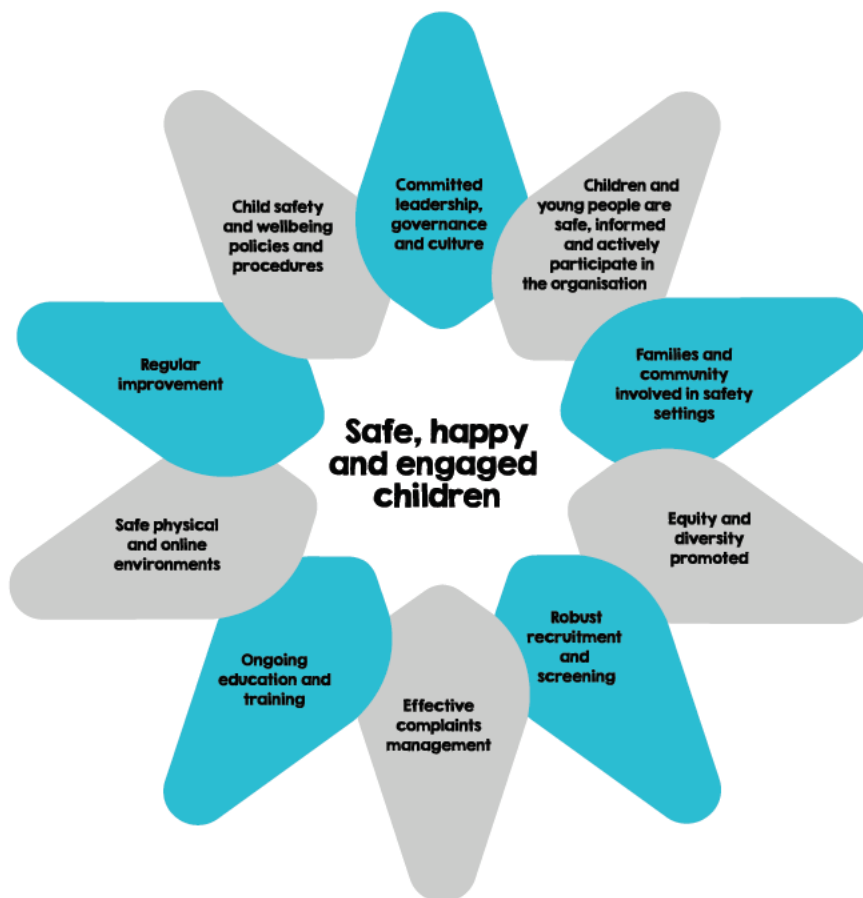 Committed
leadership,
governance
and culture
Children and
young people are
safe, informed
and actively
participate in
the organisation
Families and
community
involved in safety
settings
Equity and
diversity
promoted
Robust
recruitment
and
screening
Effective
complaints
management
Ongoing
education and
training
Safe physical
and online
environments
Regular
improvement
Child safety
and wellbeing
policies and
procedures
Safe, happy
and engaged
children